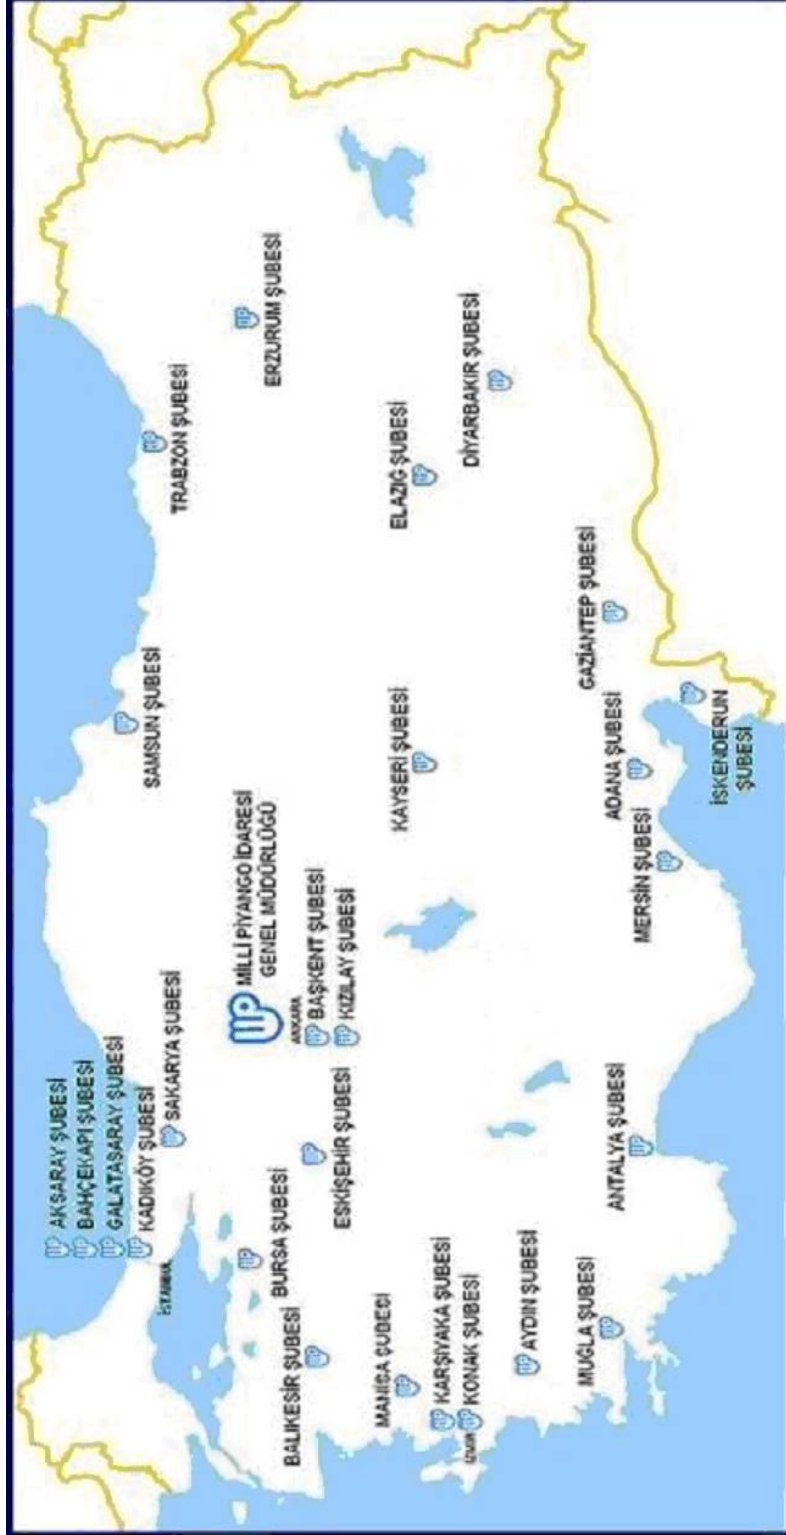 AKSARAY ŞUBESİ
BAHÇEKAPI ŞUBESİ
GALATASARAY ŞUBESİ
KADIKÖY ŞUBESİ
İSTANBUL
SAKARYA ŞUBESİ
SAMSUN ŞUBESİ
TRABZON ŞUBESİ
BURSA ŞUBESİ
MİLLİ PİYANGO İDARESİ
GENEL MÜDÜRLÜĞÜ
ERZURUM ŞUBESİ
ANKARA
BAŞKENT ŞUBESİ
KIZILAY ŞUBESİ
BALIKESİR ŞUBESİ
ESKİŞEHİR ŞUBESİ
MANİSA ŞUBESİ
KAYSERİ ŞUBESİ
ELAZIĞ ŞUBESİ
KARŞIYAKA ŞUBESİ
İZMİR
KONAK ŞUBESİ
DİYARBAKIR ŞUBESİ
AYDIN ŞUBESİ
MUĞLA ŞUBESİ
ANTALYA ŞUBESİ
MERSİN ŞUBESİ
ADANA ŞUBESİ
GAZİANTEP ŞUBESİ
İSKENDERUN
ŞUBESİ